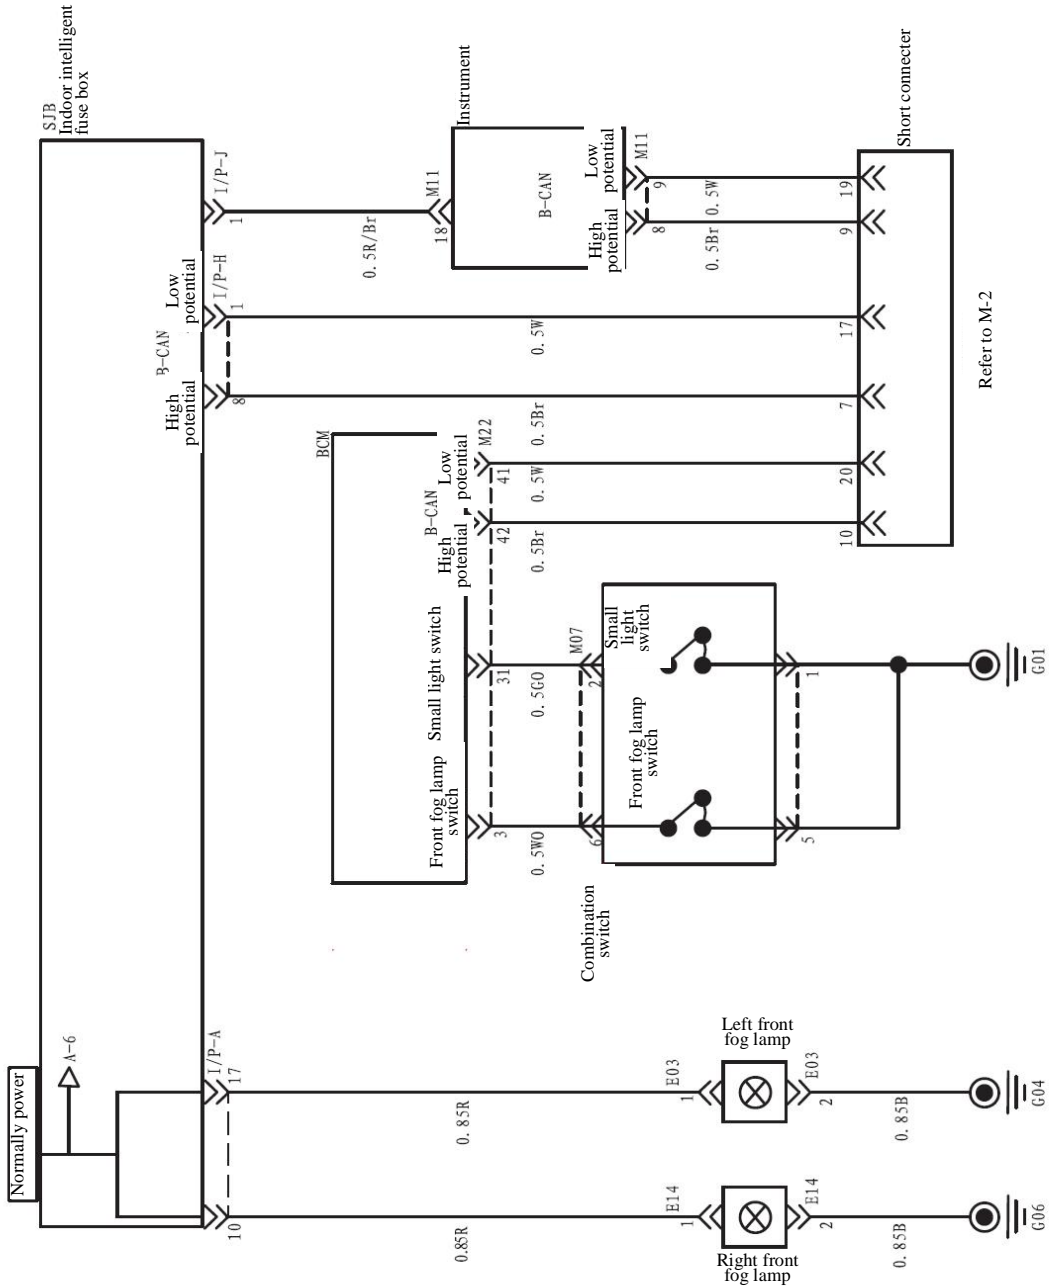 Normally power
A-6
SJB
Indoor intelligent
fuse box
I/P-A
17
10
High
potential
B-CAN
Low
potential
I/P-H
8
1
I/P-J
1
0.5R/Br
M11
18
Instrument
B-CAN
High
potential
Low
potential
M11
8
9
0.5Br
0.5W
9
19
Short connecter
Refer to M-2
0.5W
17
0.5Br
7
BCM
Front fog lamp
switch
Small light switch
High
potential
B-CAN
Low
potential
M22
3
31
42
41
0.5WO
0.5GO
0.5Br
0.5W
10
20
M07
6
2
Combination
switch
Front fog lamp
switch
Small
light
switch
5
1
G01
0.85R
0.85R
E14
1
E03
1
Right front
fog lamp
Left front
fog lamp
E14
2
E03
2
0.85B
0.85B
G06
G04